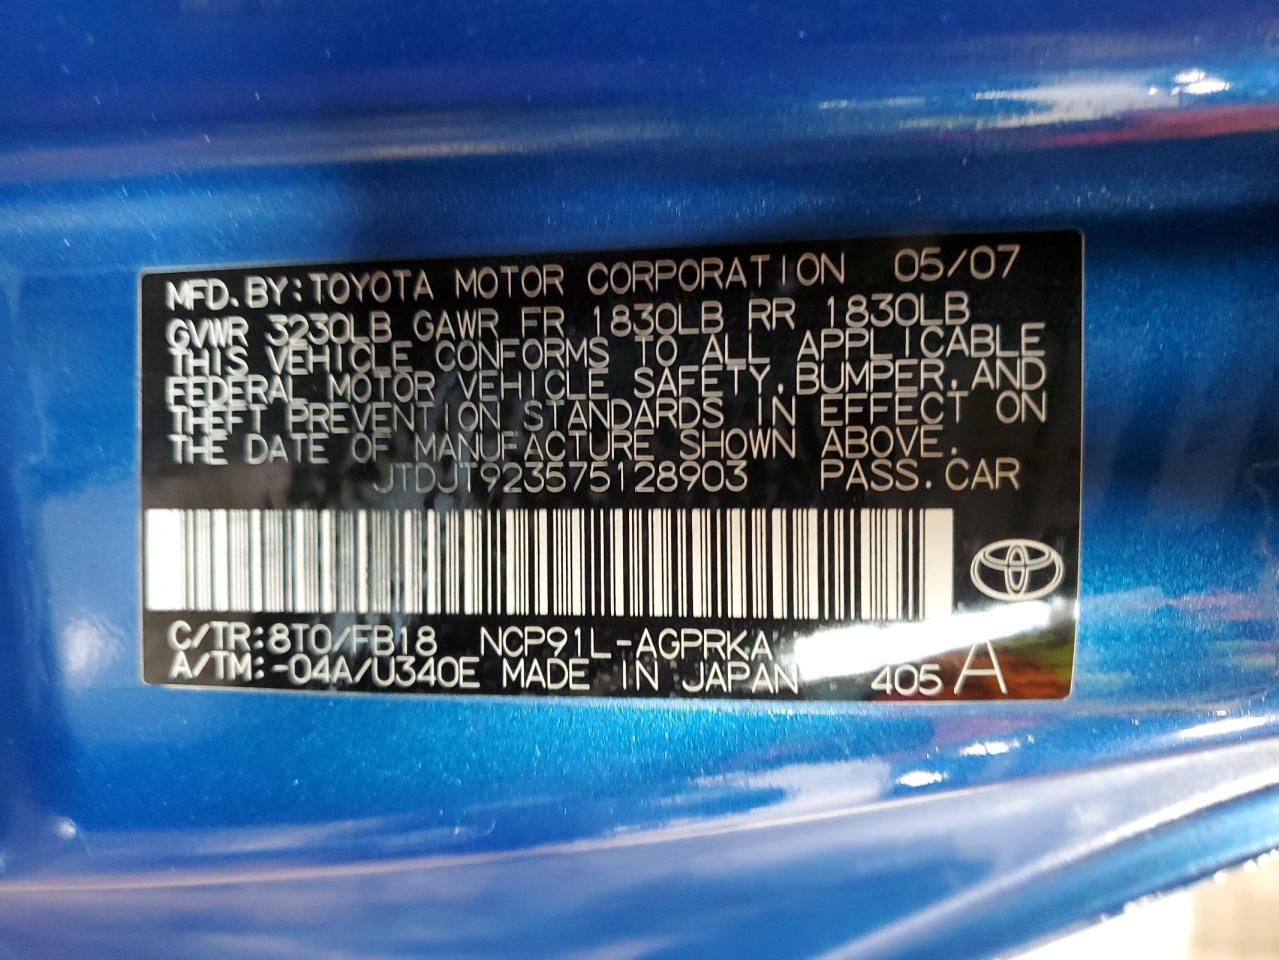 MFD.BY:TOYOTA MOTOR CORPORATION 05/07
GVWR 3230LB GAWR FR 1830LB RR 1830LB
THIS VEHICLE CONFORMS TO ALL APPLICABLE
FEDERAL MOTOR VEHICLE SAFETY,BUMPER,AND
THEFT PREVENTION STANDARDS IN EFFECT ON
THE DATE OF MANUFACTURE SHOWN ABOVE.
JTDJT923575128903 PASS.CAR
C/TR:8T0/FB18 NCP91L-AGPRKA
A/TM:-04A/U340E MADE IN JAPAN 405 A